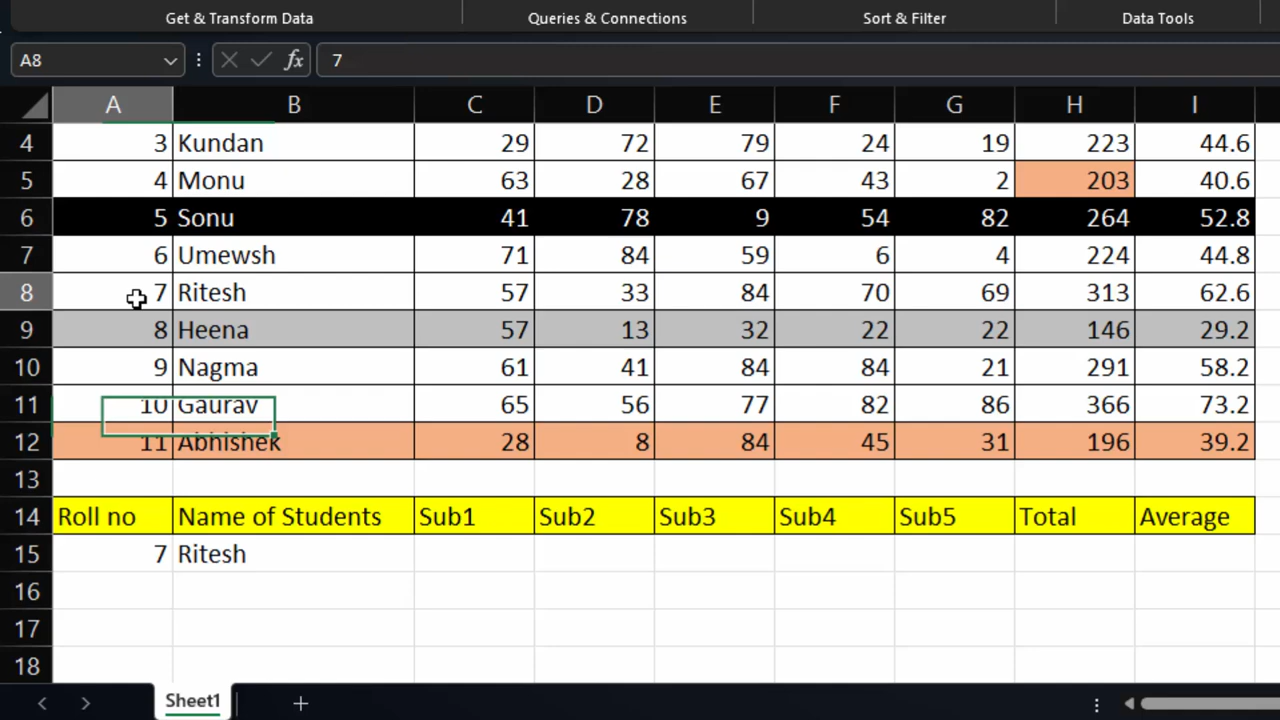 Get & Transform Data Queries & Connections Sort & Filter Data Tools
A8 fx 7
A B C D E F G H I
4 3 Kundan 29 72 79 24 19 223 44.6
5 4 Monu 63 28 67 43 2 203 40.6
6 5 Sonu 41 78 9 54 82 264 52.8
7 6 Umewsh 71 84 59 6 4 224 44.8
8 7 Ritesh 57 33 84 70 69 313 62.6
9 8 Heena 57 13 32 22 22 146 29.2
10 9 Nagma 61 41 84 84 21 291 58.2
11 10 Gaurav 65 56 77 82 86 366 73.2
12 11 Abhishek 28 8 84 45 31 196 39.2
13
14 Roll no Name of Students Sub1 Sub2 Sub3 Sub4 Sub5 Total Average
15 7 Ritesh
16
17
18
Sheet1